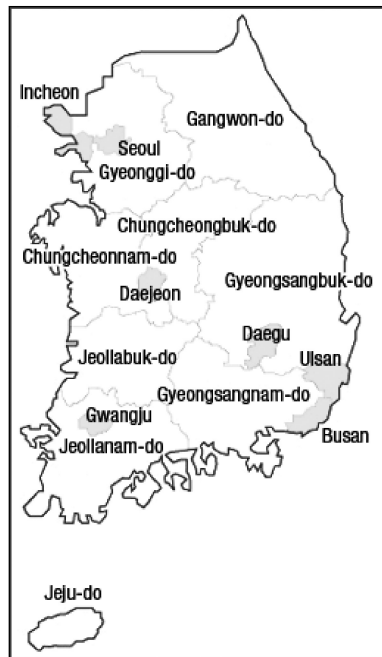 Incheon
Gangwon-do
Seoul
Gyeonggi-do
Chungcheongbuk-do
Chungcheonnam-do
Gyeongsangbuk-do
Daejeon
Daegu
Ulsan
Jeollabuk-do
Gyeongsangnam-do
Gwangju
Busan
Jeollanam-do
Jeju-do